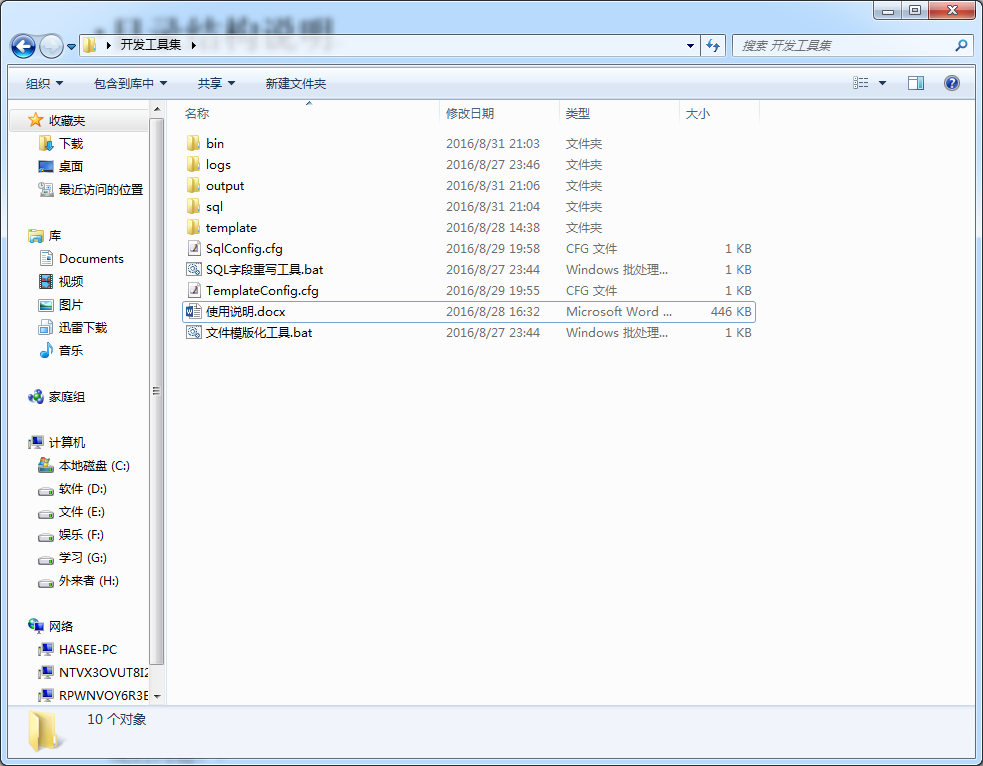 开发工具集
搜索 开发工具集
组织 包含到库中 共享 新建文件夹
名称 修改日期 类型 大小
收藏夹
下载
桌面
最近访问的位置
库
Documents
视频
图片
迅雷下载
音乐
家庭组
计算机
本地磁盘 (C:)
软件 (D:)
文件 (E:)
娱乐 (F:)
学习 (G:)
外来者 (H:)
网络
HASEE-PC
NTVX3OVUT8I2
RPWNVOY6R3E
bin 2016/8/31 21:03 文件夹
logs 2016/8/27 23:46 文件夹
output 2016/8/31 21:06 文件夹
sql 2016/8/31 21:04 文件夹
template 2016/8/28 14:38 文件夹
SqlConfig.cfg 2016/8/29 19:58 CFG 文件 1 KB
SQL字段重写工具.bat 2016/8/27 23:44 Windows 批处理... 1 KB
TemplateConfig.cfg 2016/8/29 19:55 CFG 文件 1 KB
使用说明.docx 2016/8/28 16:32 Microsoft Word ... 446 KB
文件模版化工具.bat 2016/8/27 23:44 Windows 批处理... 1 KB
10 个对象